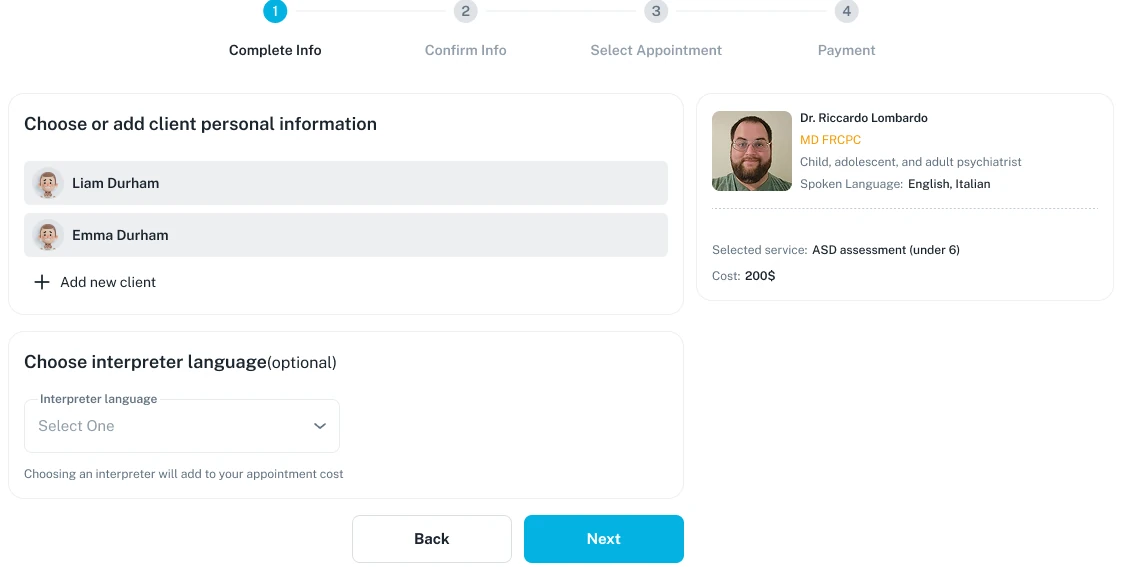 1
2
3
4
Complete Info
Confirm Info
Select Appointment
Payment
Choose or add client personal information
Liam Durham
Emma Durham
+ Add new client
Dr. Riccardo Lombardo
MD FRCPC
Child, adolescent, and adult psychiatrist
Spoken Language: English, Italian
Selected service: ASD assessment (under 6)
Cost: 200$
Choose interpreter language(optional)
Interpreter language
Select One
Choosing an interpreter will add to your appointment cost
Back
Next